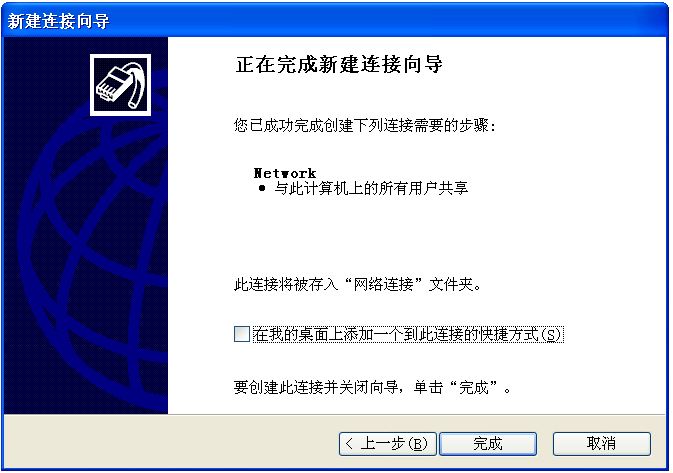 新建连接向导
正在完成新建连接向导
您已成功完成创建下列连接需要的步骤:
Network
● 与此计算机上的所有用户共享
此连接将被存入“网络连接”文件夹。
在我的桌面上添加一个到此连接的快捷方式(S)
要创建此连接并关闭向导，单击“完成”。
< 上一步(B) 完成 取消